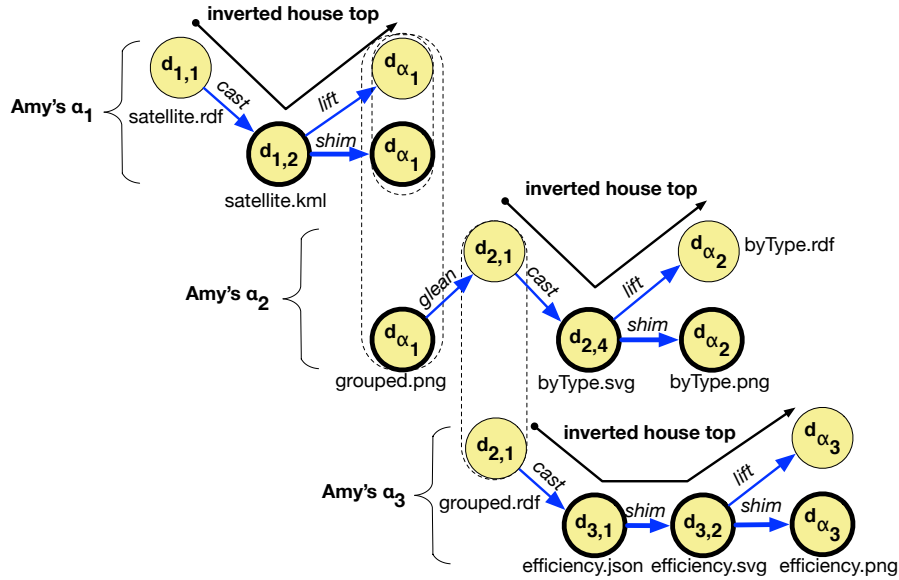 inverted house top
Amy's α1
d1,1
cast
lift
dα1
satellite.rdf
d1,2
shim
dα1
satellite.kml
inverted house top
Amy's α2
d2,1
dα2
byType.rdf
glean
cast
lift
dα1
d2,4
shim
dα2
grouped.png
byType.svg
byType.png
inverted house top
Amy's α3
d2,1
dα3
cast
lift
grouped.rdf
d3,1
shim
d3,2
shim
dα3
efficiency.json
efficiency.svg
efficiency.png